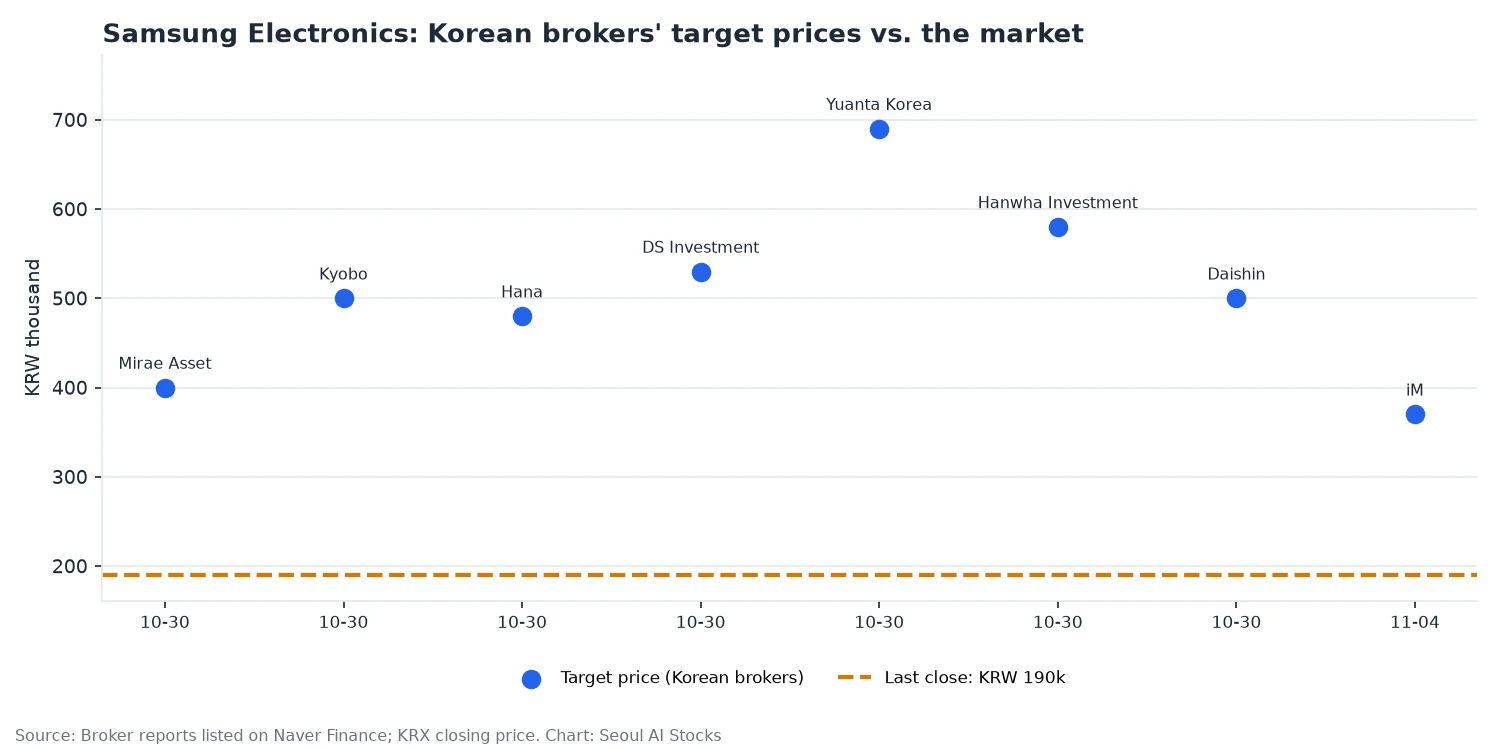 Samsung Electronics: Korean brokers' target prices vs. the market
KRW thousand
700
600
500
400
300
200
Mirae Asset
Kyobo
Hana
DS Investment
Yuanta Korea
Hanwha Investment
Daishin
iM
10-30
10-30
10-30
10-30
10-30
10-30
10-30
11-04
Target price (Korean brokers)
Last close: KRW 190k
Source: Broker reports listed on Naver Finance; KRX closing price. Chart: Seoul AI Stocks